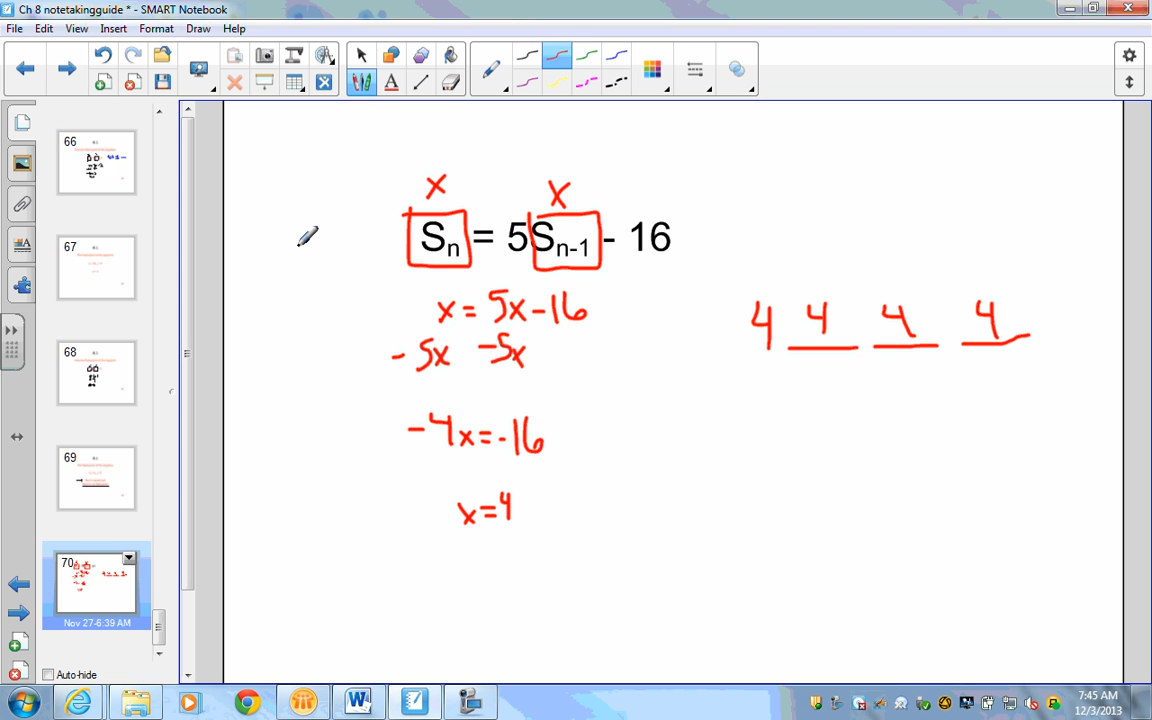 Ch 8 notetakingguide * - SMART Notebook
File Edit View Insert Format Draw Help
66
67
68
69
70
Nov 27-6:39 AM
Auto-hide
x x
Sn = 5Sn-1 - 16
x = 5x - 16
- 5x - 5x
-4x = -16
x = 4
4 4 4 4
7:45 AM
12/3/2013